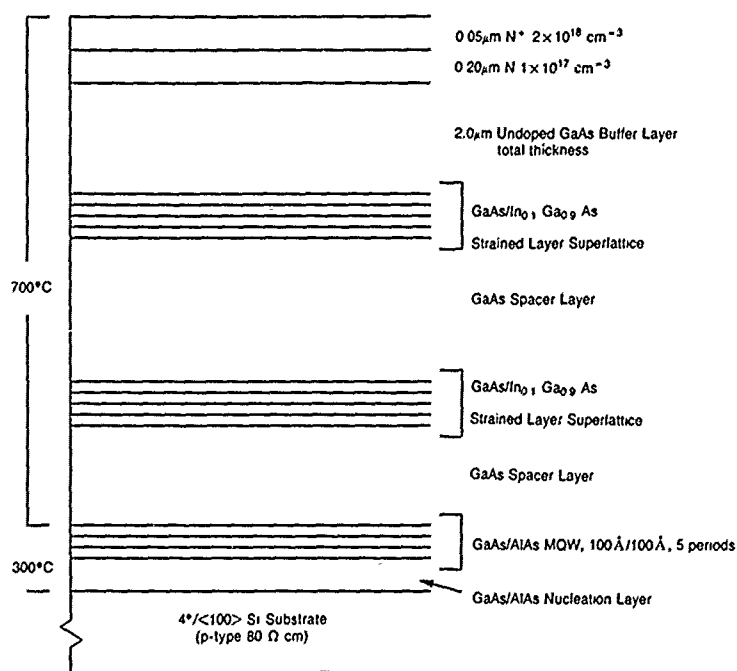 0 05μm N⁺ 2×10¹⁸ cm⁻³
0 20μm N 1×10¹⁷ cm⁻³
2.0μm Undoped GaAs Buffer Layer
total thickness
GaAs/In₀ ₁ Ga₀ ₉ As
Strained Layer Superlattice
700°C
GaAs Spacer Layer
GaAs/In₀ ₁ Ga₀ ₉ As
Strained Layer Superlattice
GaAs Spacer Layer
GaAs/AlAs MQW, 100Å/100Å, 5 periods
300°C
GaAs/AlAs Nucleation Layer
4°/<100> Si Substrate
(p-type 80 Ω cm)